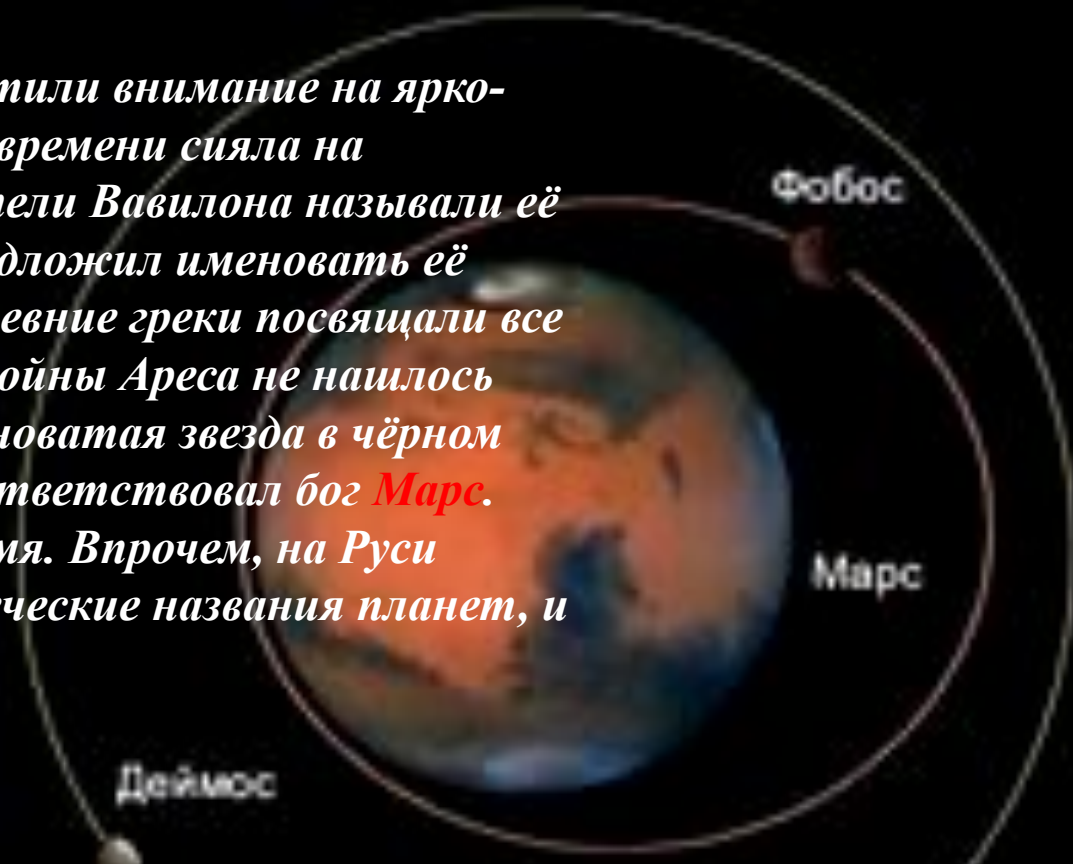 тили внимание на ярко-
времени сияла на
ели Вавилона называли её
дложил именовать её
евние греки посвящали все
ойны Ареса не нашлось
новатая звезда в чёрном
тветствовал бог Марс.
мя. Впрочем, на Руси
ческие названия планет, и
Фобос
Марс
Деймос